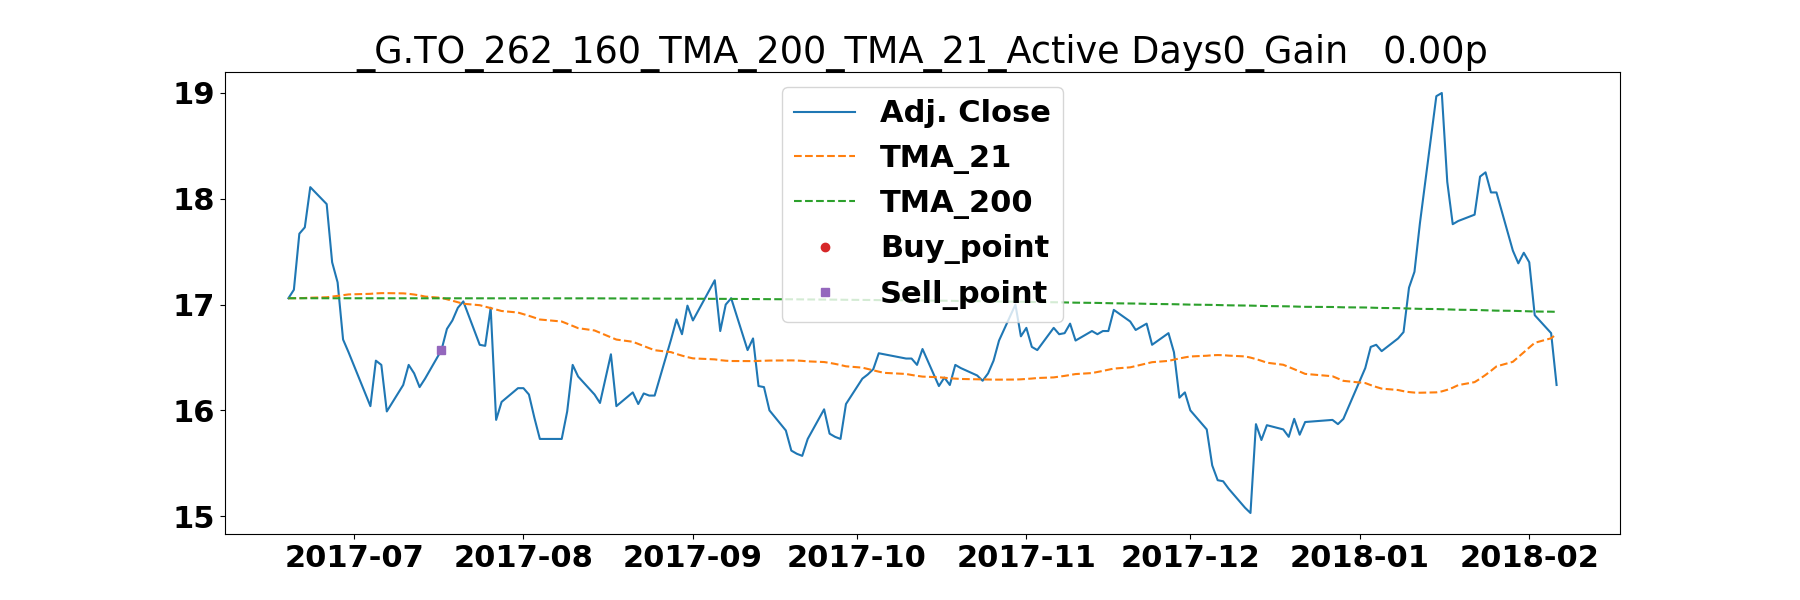 _G.TO_262_160_TMA_200_TMA_21_Active Days0_Gain   0.00p
19
18
17
16
15
Adj. Close
TMA_21
TMA_200
Buy_point
Sell_point
2017-07 2017-08 2017-09 2017-10 2017-11 2017-12 2018-01 2018-02